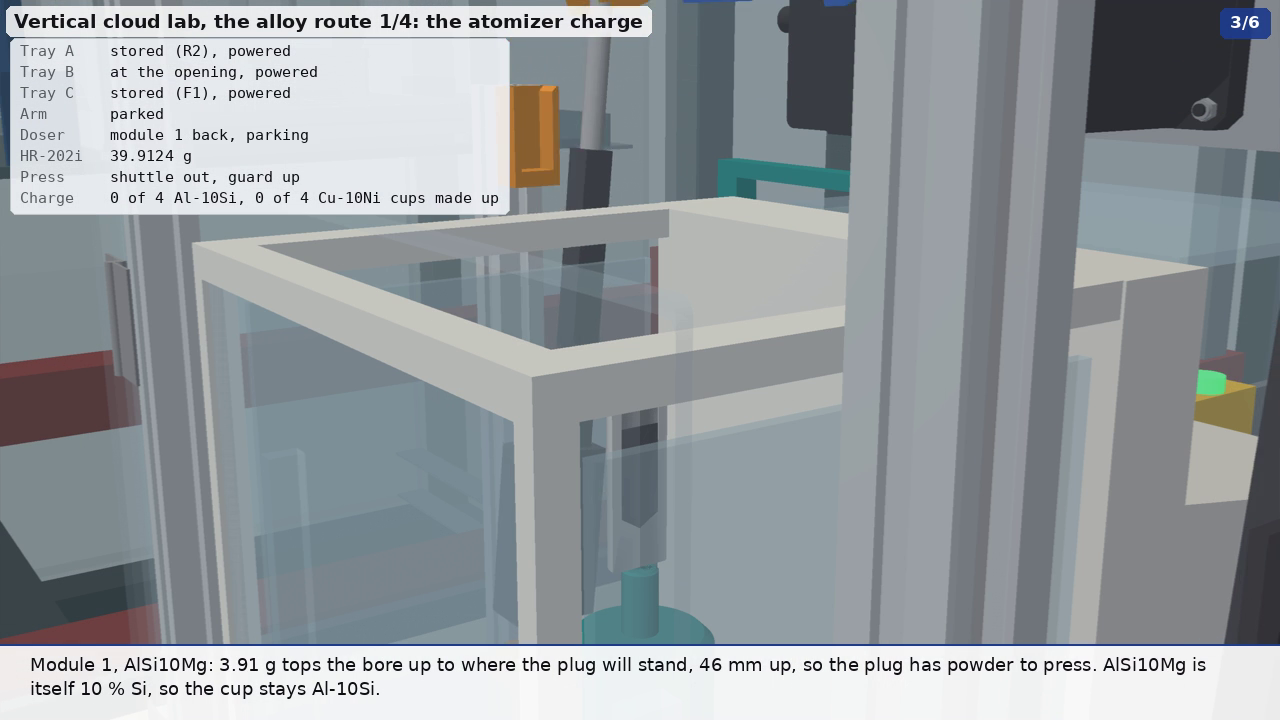 Vertical cloud lab, the alloy route 1/4: the atomizer charge
3/6
Tray A stored (R2), powered
Tray B at the opening, powered
Tray C stored (F1), powered
Arm parked
Doser module 1 back, parking
HR-202i 39.9124 g
Press shuttle out, guard up
Charge 0 of 4 Al-10Si, 0 of 4 Cu-10Ni cups made up
Module 1, AlSi10Mg: 3.91 g tops the bore up to where the plug will stand, 46 mm up, so the plug has powder to press. AlSi10Mg is
itself 10 % Si, so the cup stays Al-10Si.